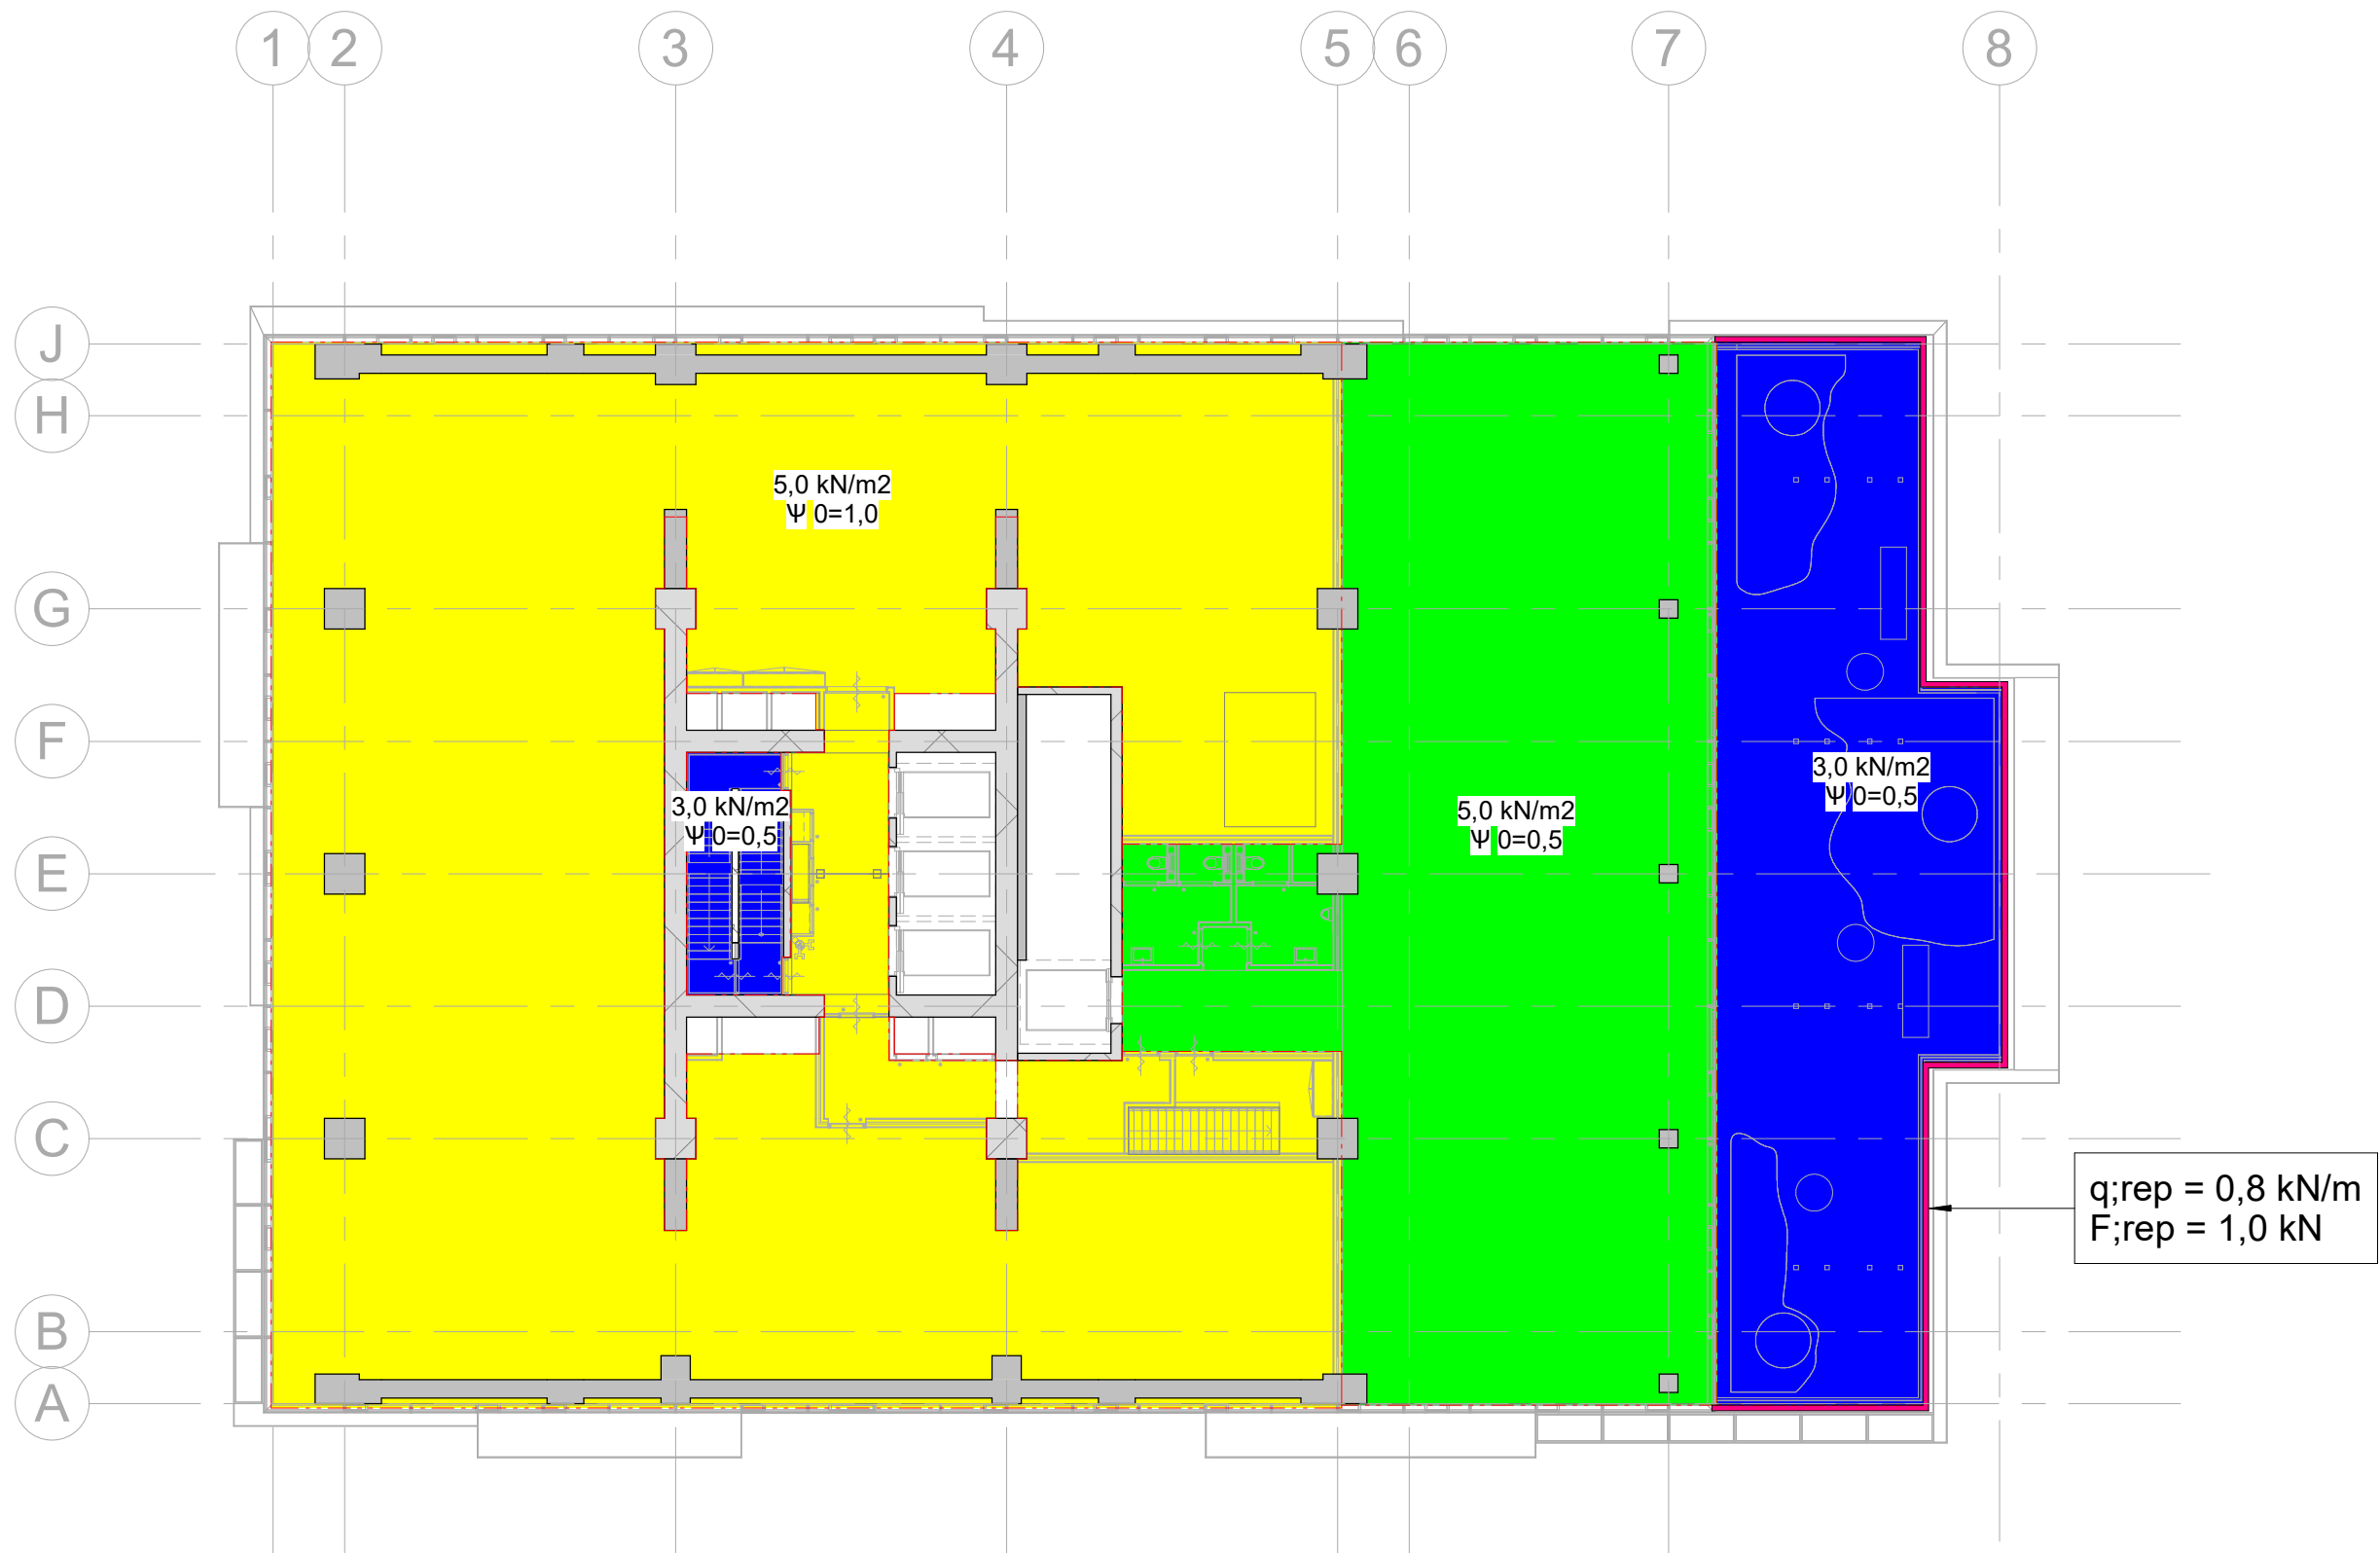 1 2 3 4 5 6 7 8
J
H
5,0 kN/m2
Ψ 0=1,0
G
F
3,0 kN/m2
Ψ 0=0,5
3,0 kN/m2
Ψ 0=0,5
5,0 kN/m2
Ψ 0=0,5
E
D
C
q;rep = 0,8 kN/m
F;rep = 1,0 kN
B
A